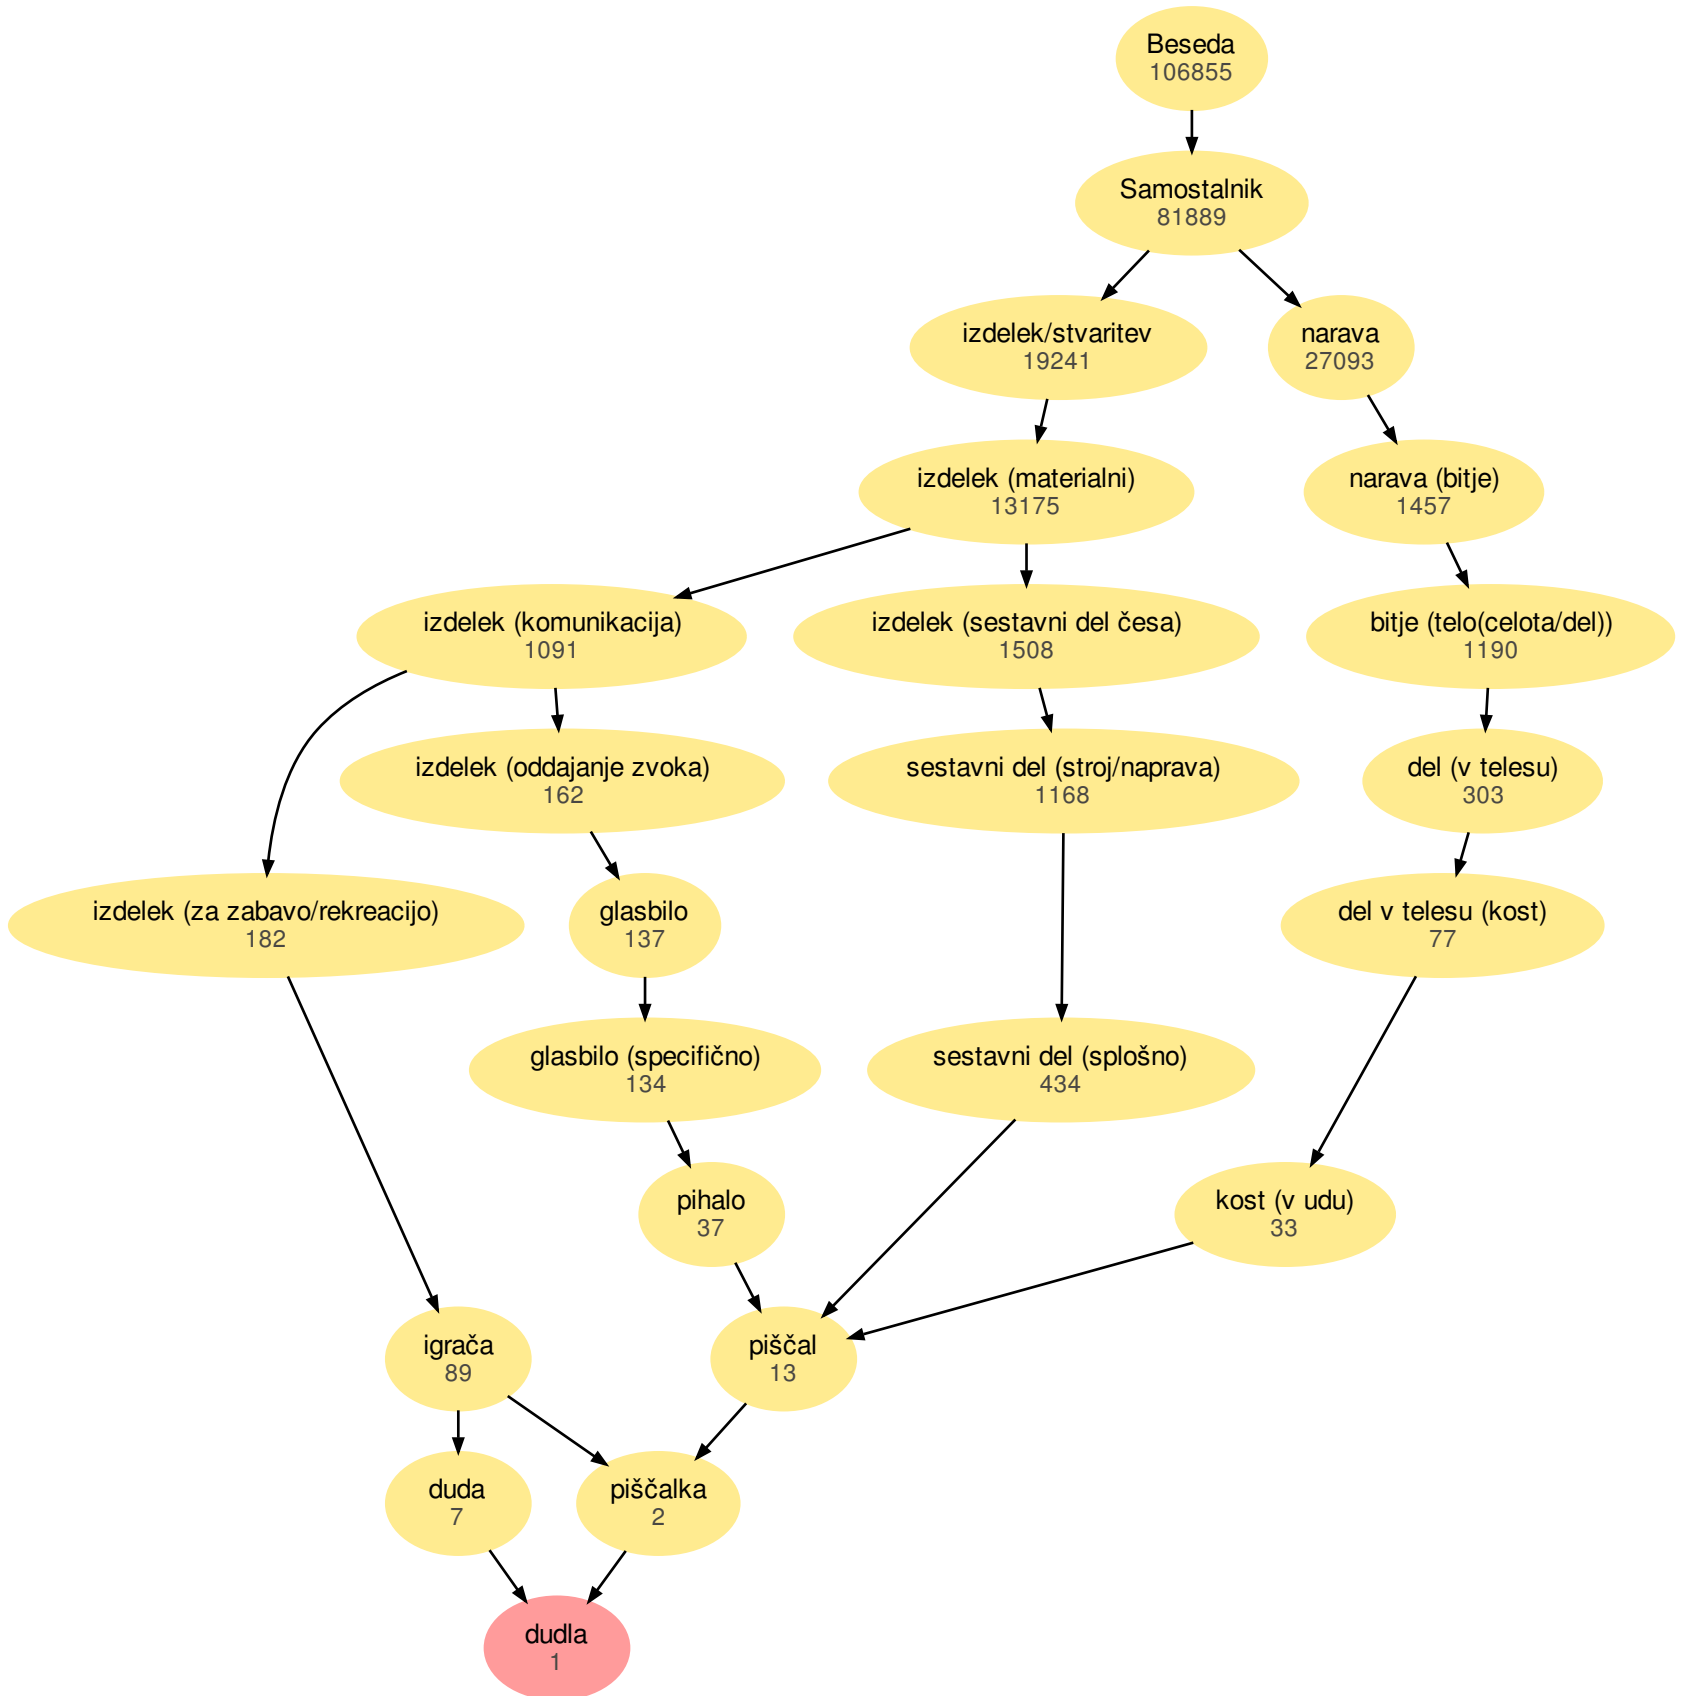 Beseda
106855
Samostalnik
81889
izdelek/stvaritev
19241
narava
27093
izdelek (materialni)
13175
narava (bitje)
1457
izdelek (komunikacija)
1091
izdelek (sestavni del česa)
1508
bitje (telo(celota/del))
1190
izdelek (oddajanje zvoka)
162
sestavni del (stroj/naprava)
1168
del (v telesu)
303
izdelek (za zabavo/rekreacijo)
182
glasbilo
137
del v telesu (kost)
77
glasbilo (specifično)
134
sestavni del (splošno)
434
pihalo
37
kost (v udu)
33
igrača
89
piščal
13
duda
7
piščalka
2
dudla
1